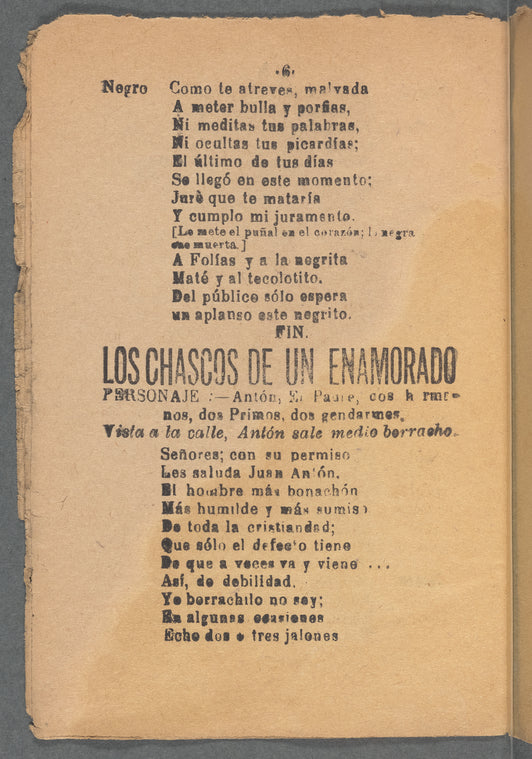 ·6·
Negro Como te atreves, malvada
A meter bulla y porfias,
Ni meditas tus palabras,
Ni ocultas tus picardías;
El último de tus días
Se llegó en este momento;
Jurè que te mataría
Y cumplo mi juramento.
[Le mete el puñal en el corazón; la negra
cae muerta.]
A Folías y a la negrita
Maté y al tecolotito.
Del público sólo espera
un aplauso este negrito.
FIN.
LOS CHASCOS DE UN ENAMORADO
PERSONAJE :—Antón, El Padre, dos herma-
nos, dos Primos, dos gendarmes.
Vista a la calle, Antón sale medio borracho.
Señores; con su permiso
Les saluda Juan Antón.
El hombre más bonachón
Más humilde y más sumiso
De toda la cristiandad;
Que sólo el defecto tiene
De que a veces va y viene ...
Así, de debilidad.
Yo borrachito no soy;
En algunas ocasiones
Echo dos o tres jalones